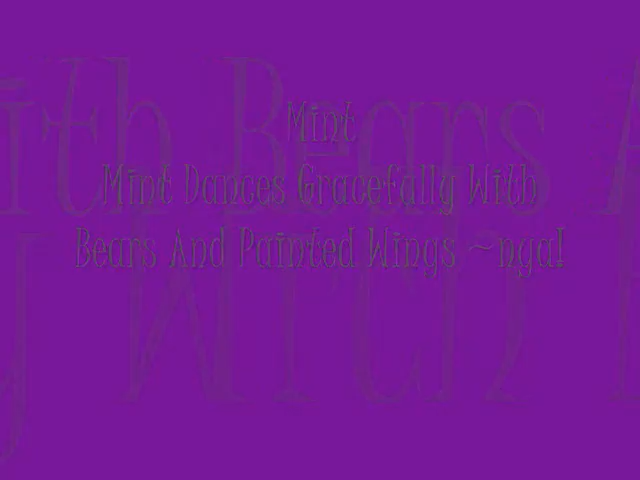 Mint
Mint Dances Gracefully With
Bears And Painted Wings ~nya!